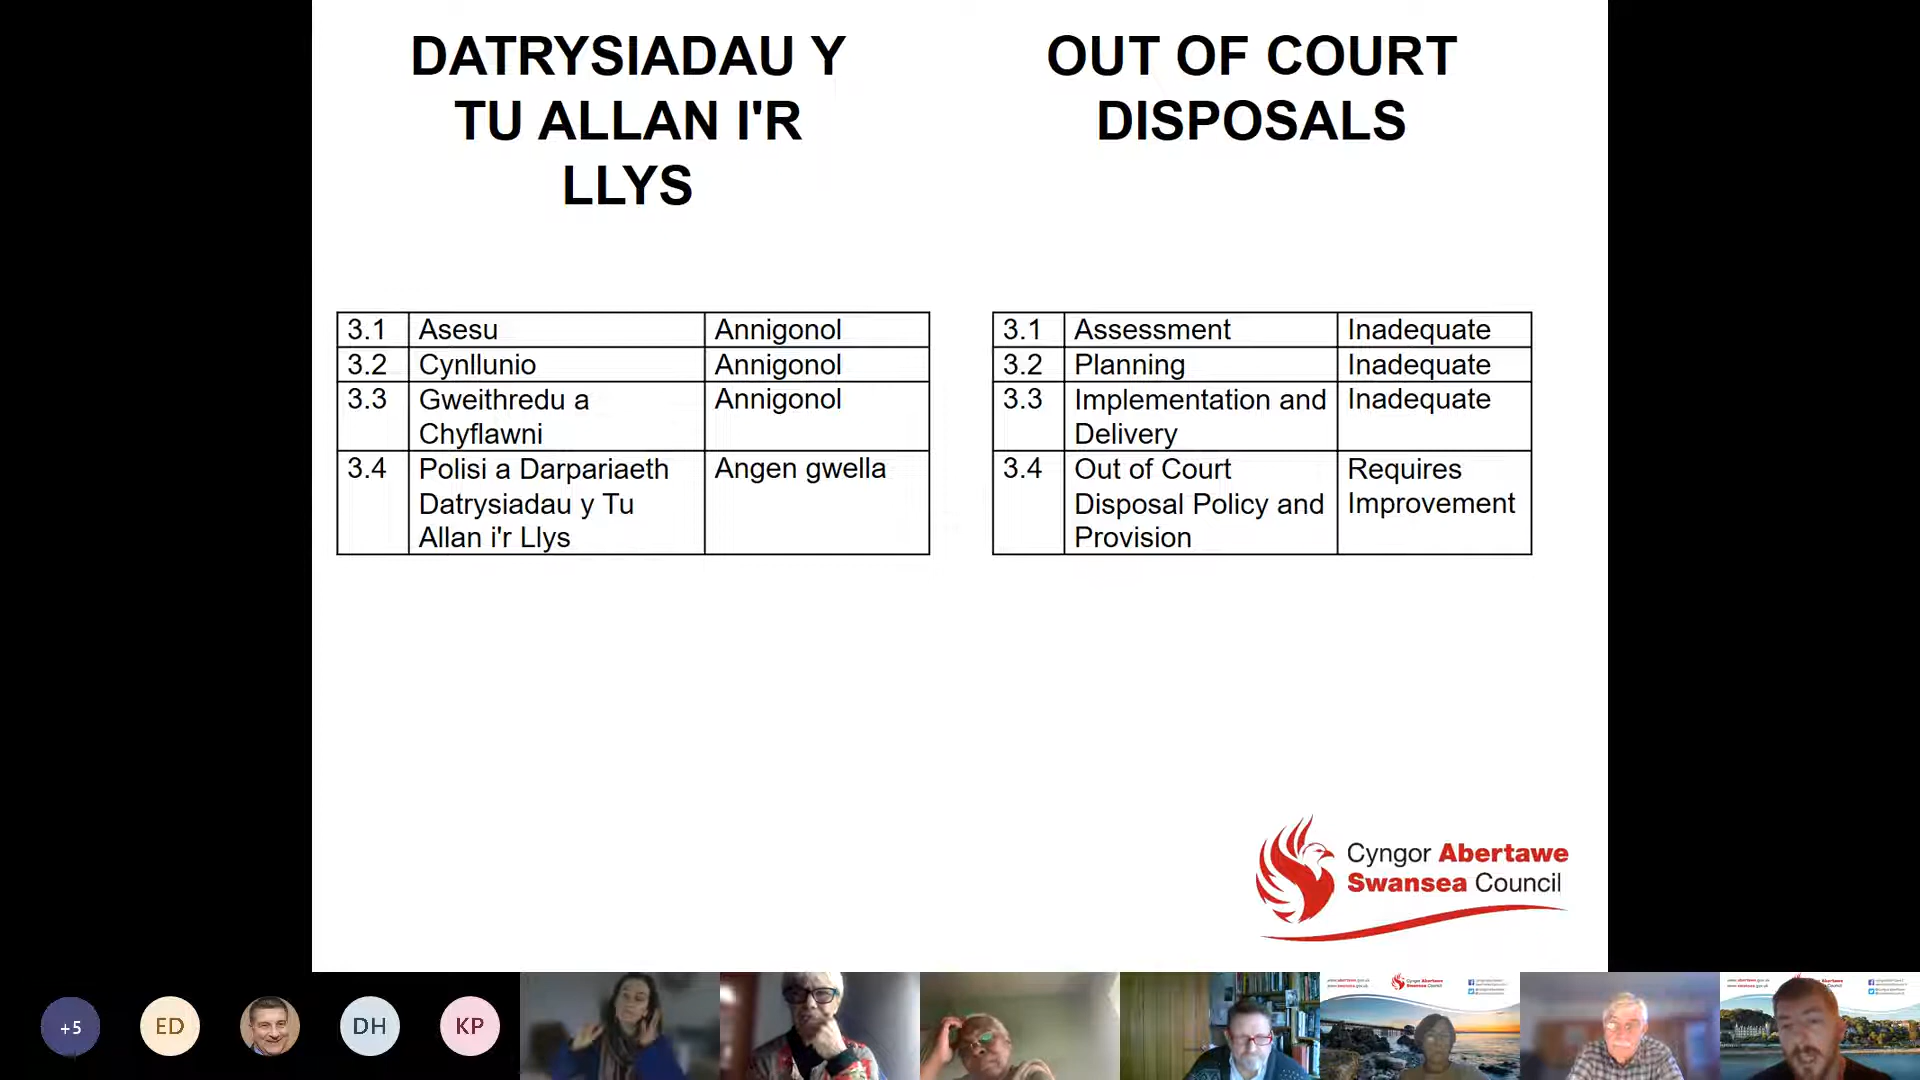 DATRYSIADAU Y
TU ALLAN I'R
LLYS
OUT OF COURT
DISPOSALS
3.1 Asesu Annigonol
3.2 Cynllunio Annigonol
3.3 Gweithredu a Annigonol
Chyflawni
3.4 Polisi a Darpariaeth Angen gwella
Datrysiadau y Tu
Allan i'r Llys
3.1 Assessment Inadequate
3.2 Planning Inadequate
3.3 Implementation and Inadequate
Delivery
3.4 Out of Court Requires
Disposal Policy and Improvement
Provision
Cyngor Abertawe
Swansea Council
+5
ED
DH
KP